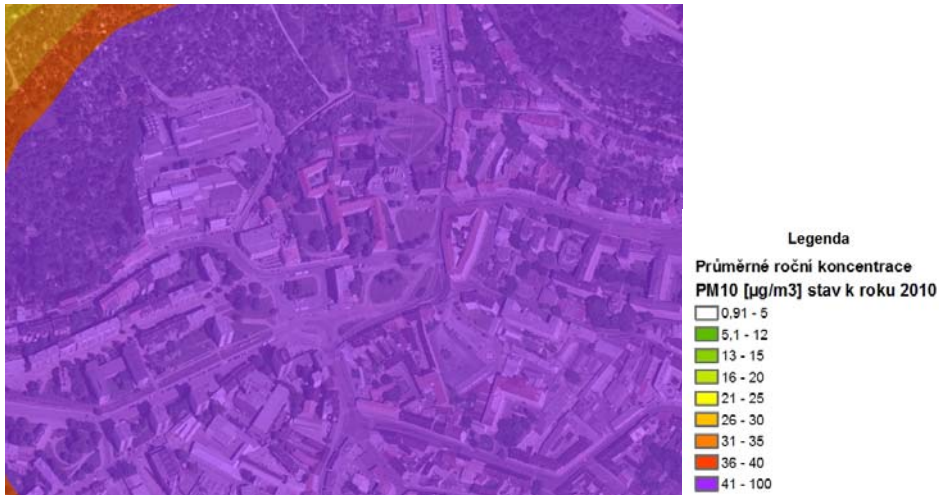 Legenda
Průměrné roční koncentrace
PM10 [µg/m3] stav k roku 2010
0,91 - 5
5,1 - 12
13 - 15
16 - 20
21 - 25
26 - 30
31 - 35
36 - 40
41 - 100